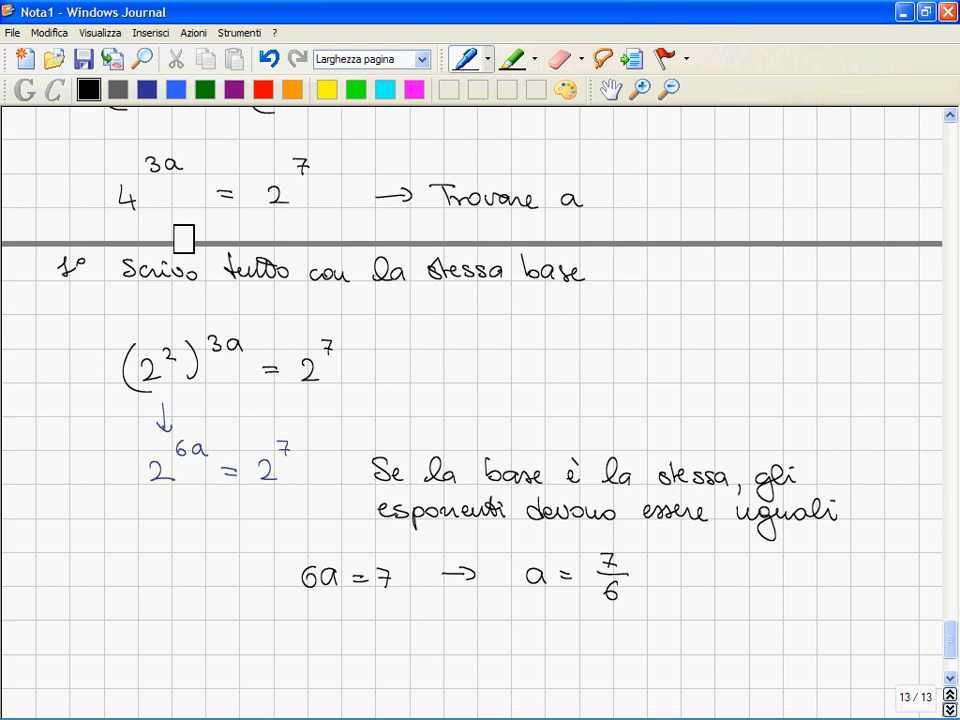 Nota1 - Windows Journal
File Modifica Visualizza Inserisci Azioni Strumenti ?
Larghezza pagina
G C
4^{3a} = 2^7 → Trovare a
1° Scrivo tutto con la stessa base
(2^2)^{3a} = 2^7
↓
2^{6a} = 2^7
Se la base è la stessa, gli
esponenti devono essere uguali
6a = 7 → a = 7/6
13 / 13